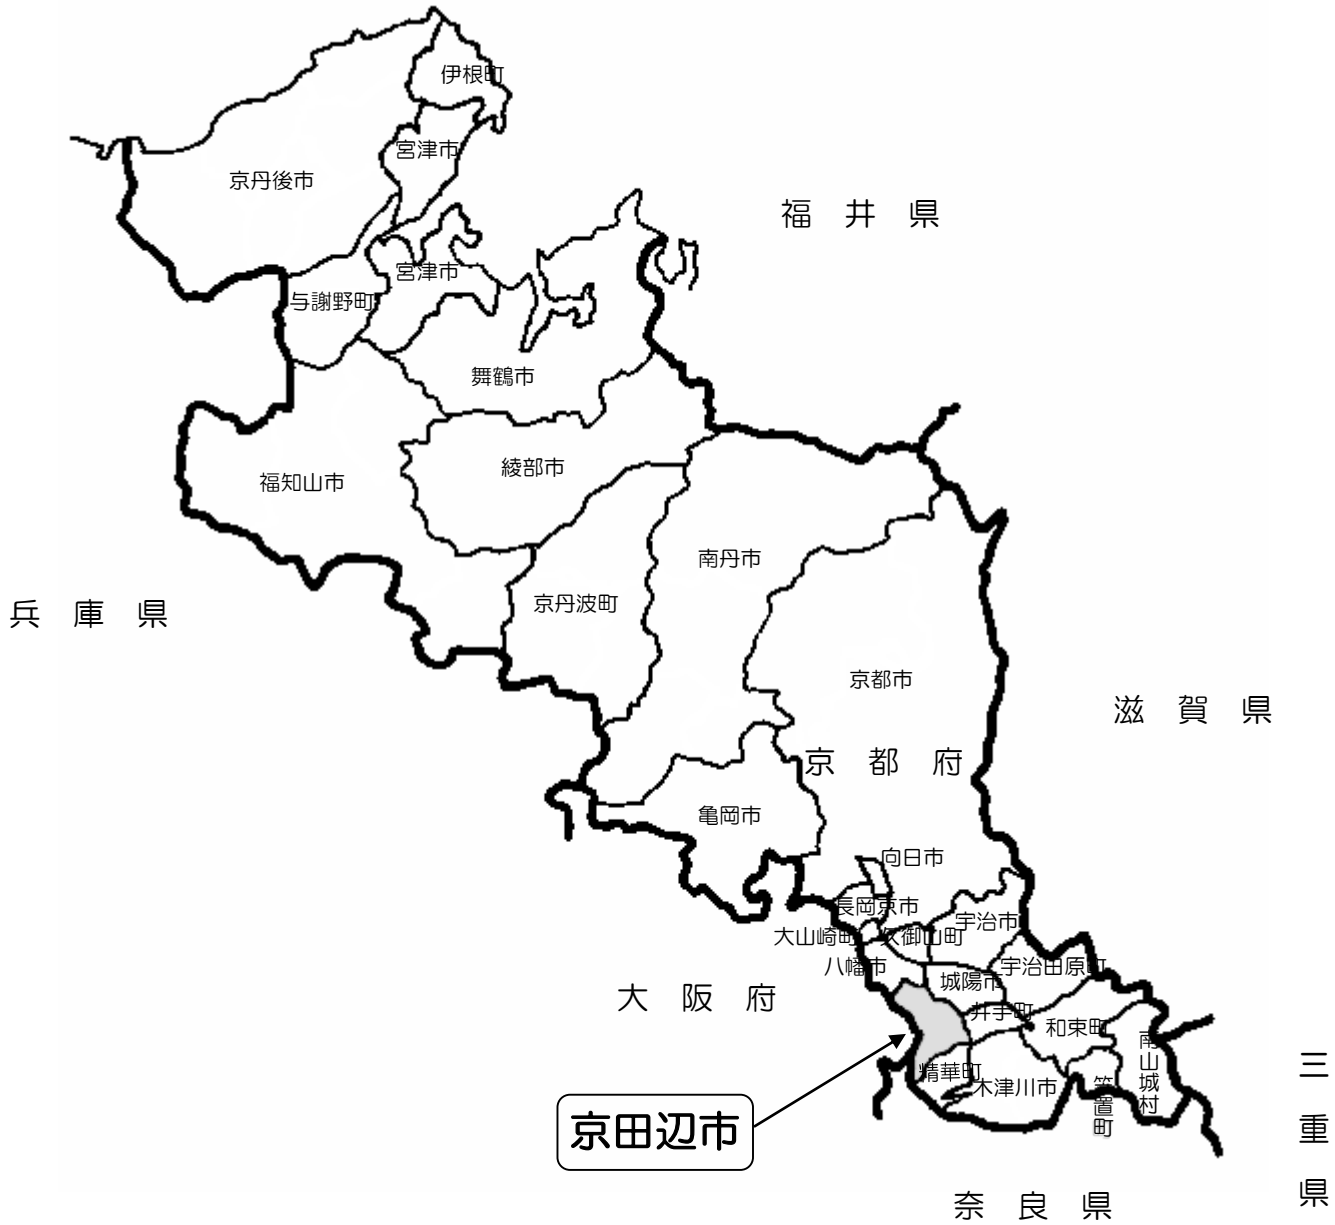 伊根町
宮津市
京丹後市
福井県
宮津市
与謝野町
舞鶴市
綾部市
福知山市
南丹市
京丹波町
兵庫県
京都市
滋賀県
京都府
亀岡市
向日市
長岡京市
宇治市
大山崎町
久御山町
八幡市
宇治田原町
城陽市
大阪府
井手町
和束町
南山城村
精華町
木津川市
笠置町
三重県
京田辺市
奈良県